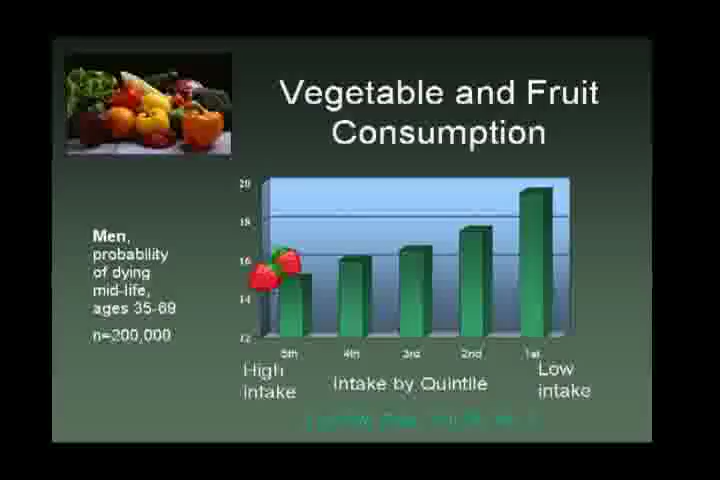 Vegetable and Fruit
Consumption
Men,
probability
of dying
mid-life,
ages 35-69
n=200,000
20
18
16
14
12
5th 4th 3rd 2nd 1st
High
intake
Intake by Quintile
Low
intake